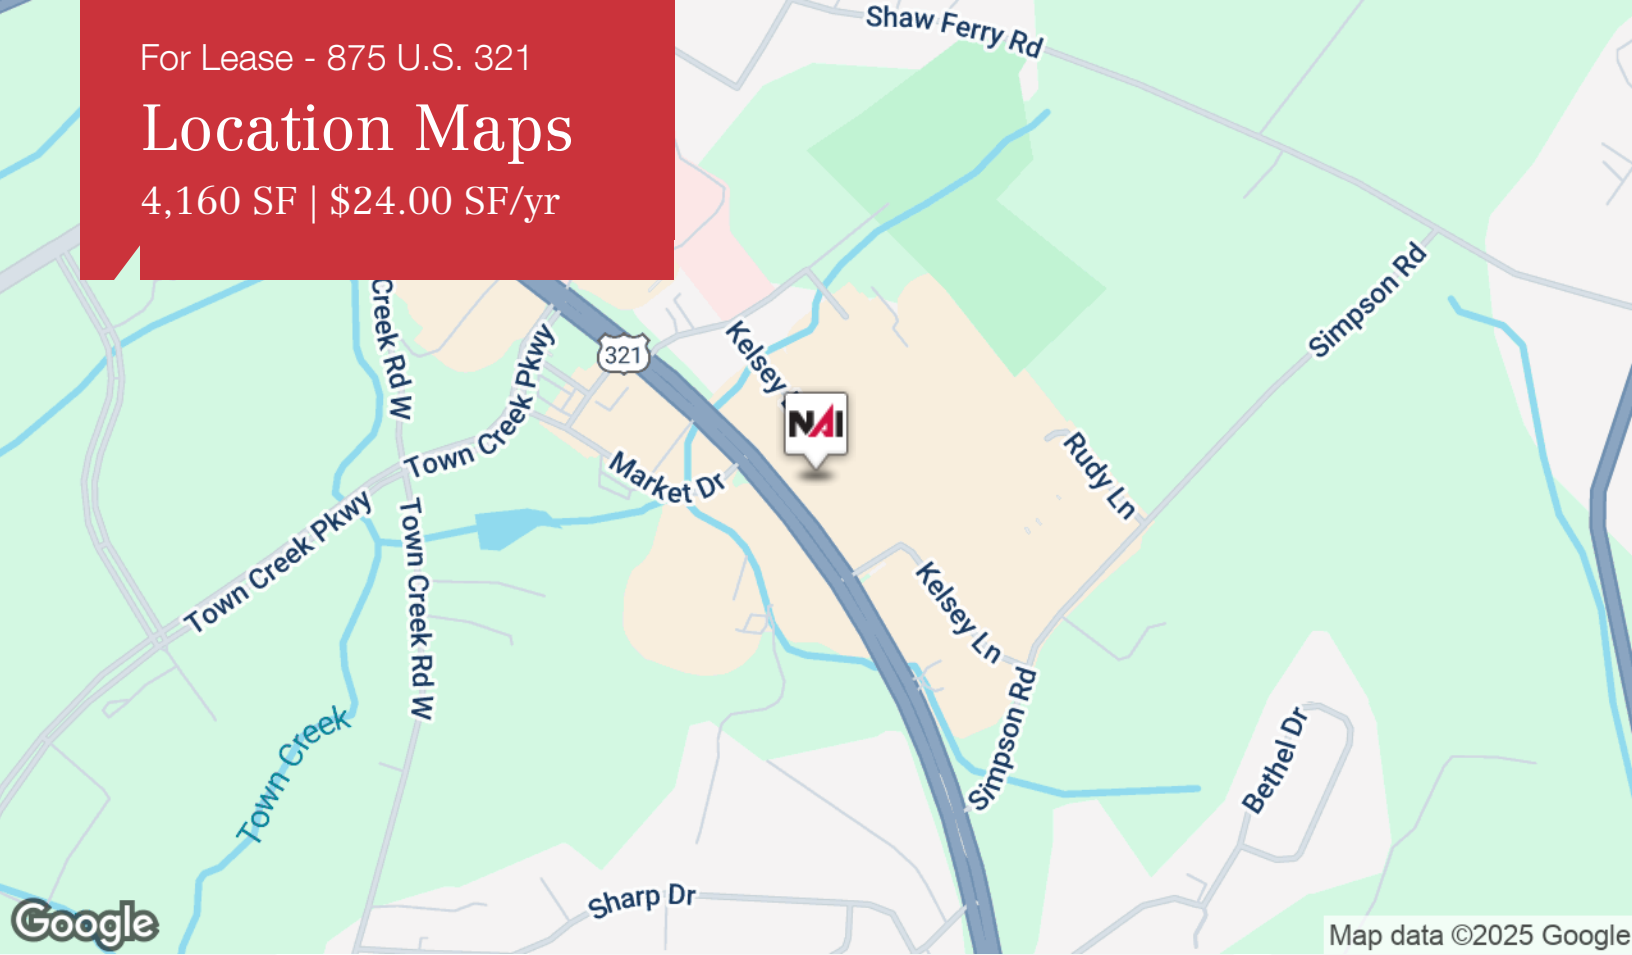 For Lease - 875 U.S. 321
Location Maps
4,160 SF | $24.00 SF/yr
Shaw Ferry Rd
Simpson Rd
Creek Rd W
Town Creek Pkwy
321
Kelsey
NAI
Market Dr
Rudy Ln
Town Creek Pkwy
Town Creek Rd W
Kelsey Ln
Simpson Rd
Town Creek
Bethel Dr
Sharp Dr
Google
Map data ©2025 Google